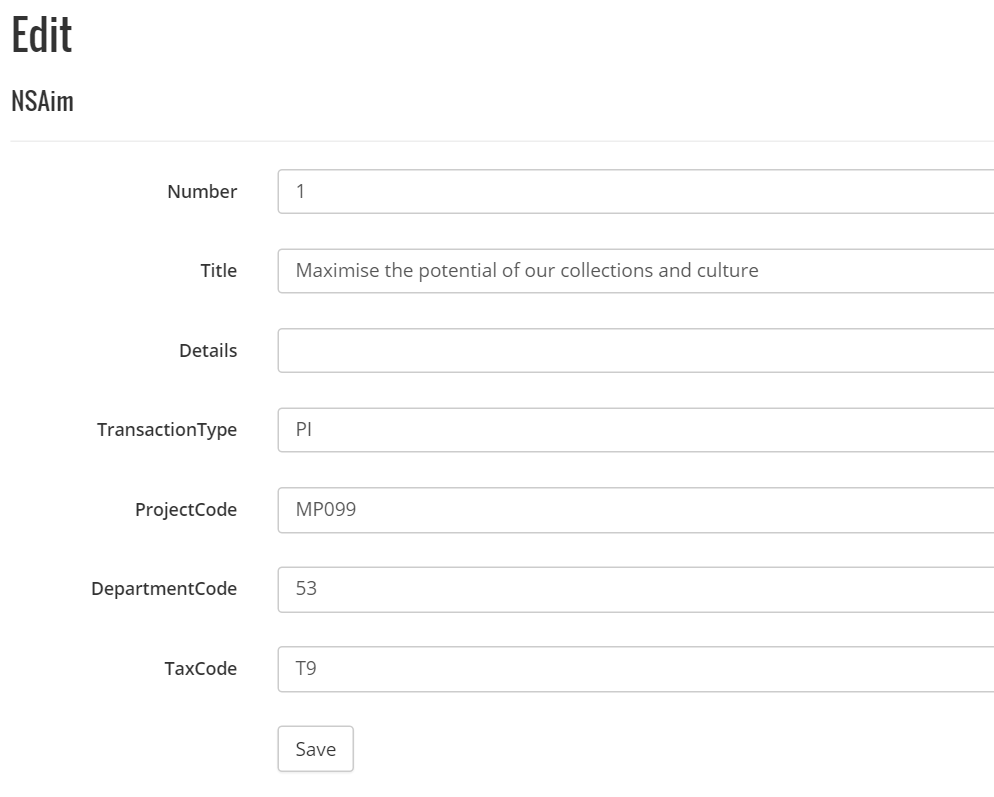 Edit
NSAim
Number 1
Title Maximise the potential of our collections and culture
Details
TransactionType PI
ProjectCode MP099
DepartmentCode 53
TaxCode T9
Save